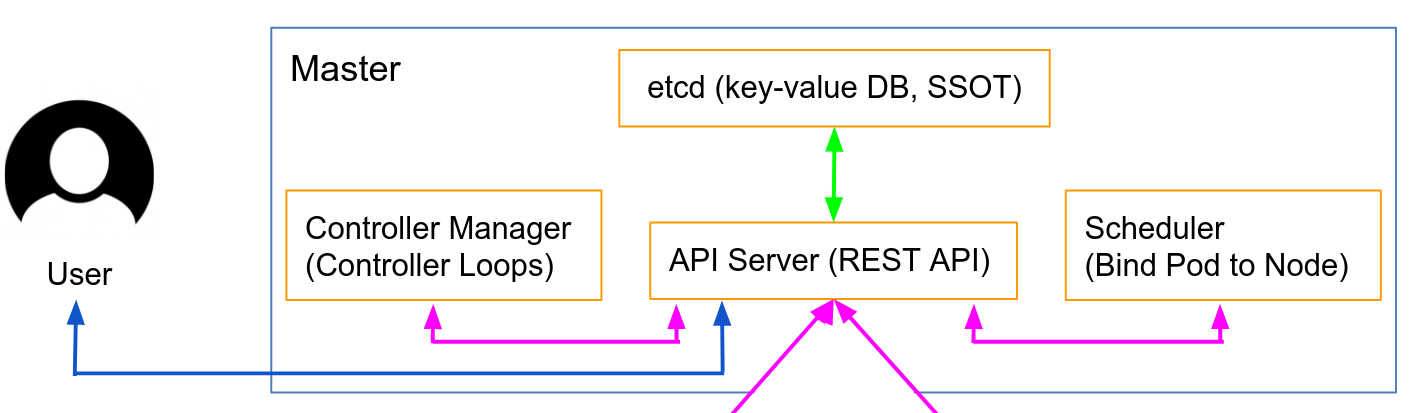 Master
etcd (key-value DB, SSOT)
Controller Manager
(Controller Loops)
API Server (REST API)
Scheduler
(Bind Pod to Node)
User